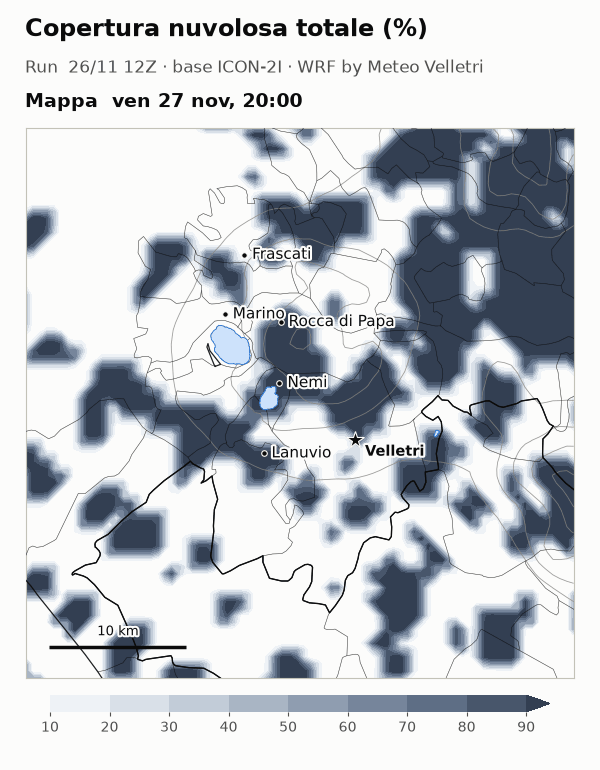 Copertura nuvolosa totale (%)
Run  26/11 12Z · base ICON-2I · WRF by Meteo Velletri
Mappa  ven 27 nov, 20:00
Frascati
Marino
Rocca di Papa
Nemi
Velletri
Lanuvio
10 km
10 20 30 40 50 60 70 80 90